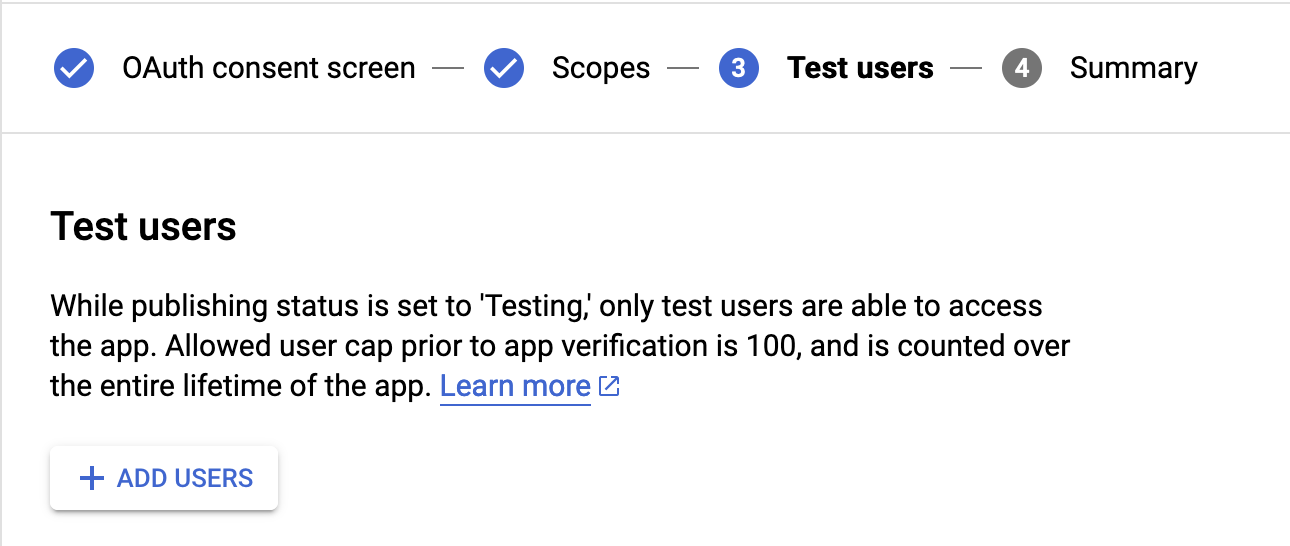 OAuth consent screen — Scopes — 3 Test users — 4 Summary
Test users
While publishing status is set to 'Testing,' only test users are able to access
the app. Allowed user cap prior to app verification is 100, and is counted over
the entire lifetime of the app. Learn more
+ ADD USERS